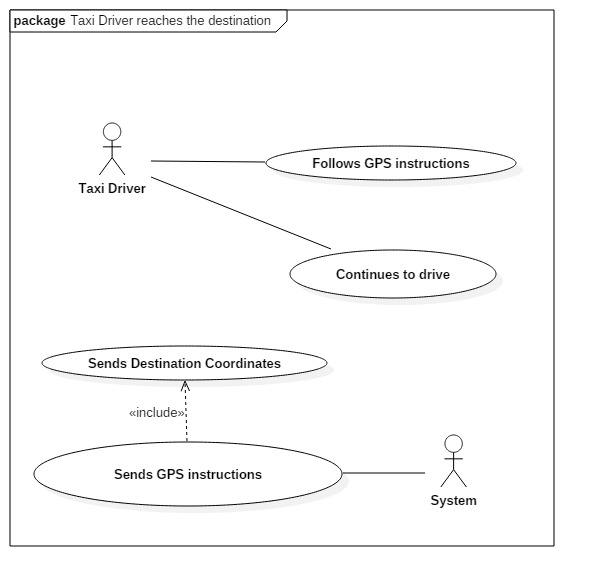 package Taxi Driver reaches the destination
Taxi Driver
Follows GPS instructions
Continues to drive
Sends Destination Coordinates
«include»
Sends GPS instructions
System